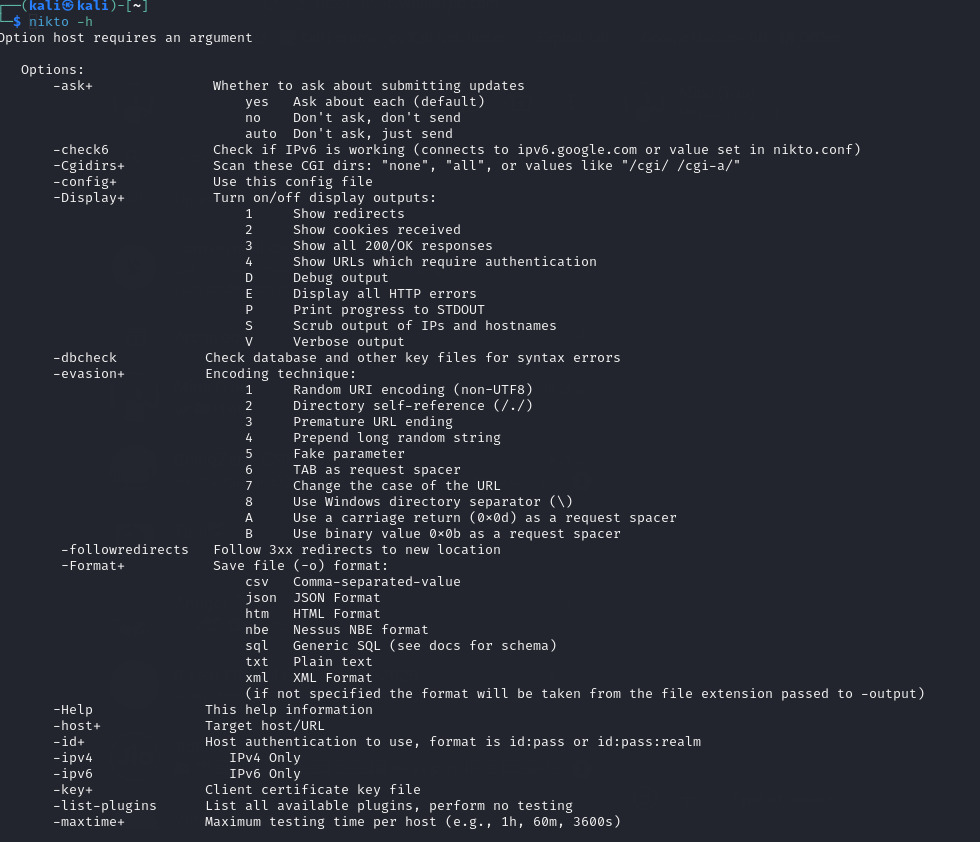 ┌──(kali㉿kali)-[~]
└─$ nikto -h
Option host requires an argument
Options:
-ask+ Whether to ask about submitting updates
yes Ask about each (default)
no Don't ask, don't send
auto Don't ask, just send
-check6 Check if IPv6 is working (connects to ipv6.google.com or value set in nikto.conf)
-Cgidirs+ Scan these CGI dirs: "none", "all", or values like "/cgi/ /cgi-a/"
-config+ Use this config file
-Display+ Turn on/off display outputs:
1 Show redirects
2 Show cookies received
3 Show all 200/OK responses
4 Show URLs which require authentication
D Debug output
E Display all HTTP errors
P Print progress to STDOUT
S Scrub output of IPs and hostnames
V Verbose output
-dbcheck Check database and other key files for syntax errors
-evasion+ Encoding technique:
1 Random URI encoding (non-UTF8)
2 Directory self-reference (/./)
3 Premature URL ending
4 Prepend long random string
5 Fake parameter
6 TAB as request spacer
7 Change the case of the URL
8 Use Windows directory separator (\)
A Use a carriage return (0x0d) as a request spacer
B Use binary value 0x0b as a request spacer
-followredirects Follow 3xx redirects to new location
-Format+ Save file (-o) format:
csv Comma-separated-value
json JSON Format
htm HTML Format
nbe Nessus NBE format
sql Generic SQL (see docs for schema)
txt Plain text
xml XML Format
(if not specified the format will be taken from the file extension passed to -output)
-Help This help information
-host+ Target host/URL
-id+ Host authentication to use, format is id:pass or id:pass:realm
-ipv4 IPv4 Only
-ipv6 IPv6 Only
-key+ Client certificate key file
-list-plugins List all available plugins, perform no testing
-maxtime+ Maximum testing time per host (e.g., 1h, 60m, 3600s)